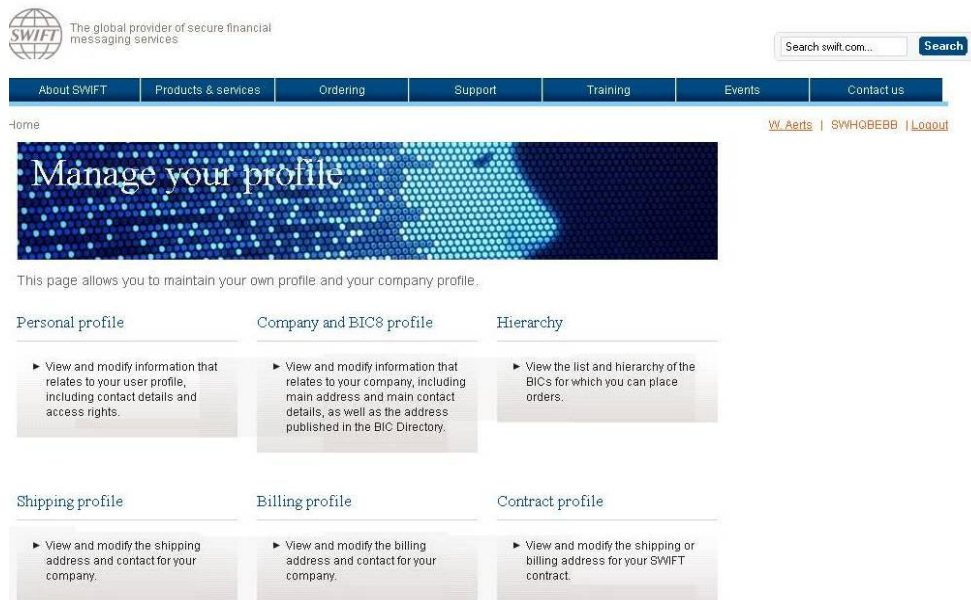 SWIFT
The global provider of secure financial
messaging services
Search swift.com... Search
About SWIFT Products & services Ordering Support Training Events Contact us
Home W. Aerts | SWHQBEBB | Logout
Manage your profile
This page allows you to maintain your own profile and your company profile.
Personal profile
► View and modify information that
relates to your user profile,
including contact details and
access rights.
Company and BIC8 profile
► View and modify information that
relates to your company, including
main address and main contact
details, as well as the address
published in the BIC Directory.
Hierarchy
► View the list and hierarchy of the
BICs for which you can place
orders.
Shipping profile
► View and modify the shipping
address and contact for your
company.
Billing profile
► View and modify the billing
address and contact for your
company.
Contract profile
► View and modify the shipping or
billing address for your SWIFT
contract.